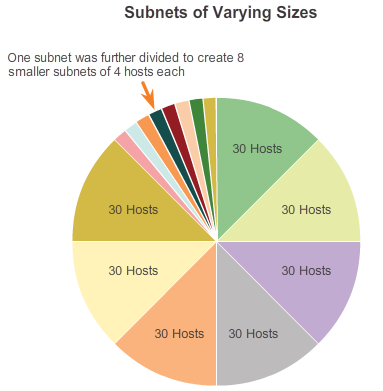 Subnets of Varying Sizes
One subnet was further divided to create 8
smaller subnets of 4 hosts each
30 Hosts
30 Hosts
30 Hosts
30 Hosts
30 Hosts
30 Hosts
30 Hosts